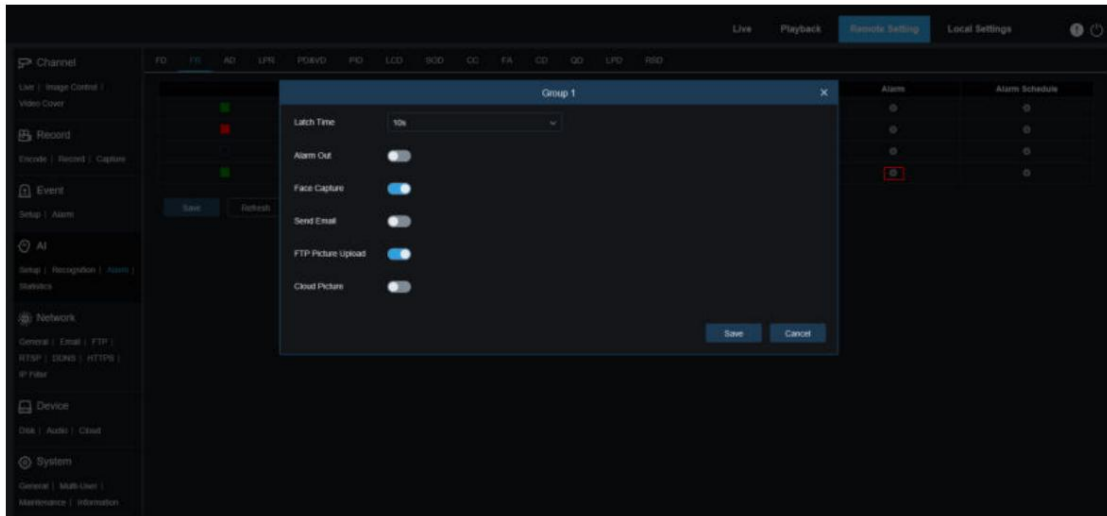 Live Playback Remote Setting Local Settings
Channel
Live | Image Control |
Video Cover
Record
Encode | Record | Capture
Event
Setup | Alarm
AI
Setup | Recognition | Alarm |
Statistics
Network
General | Email | FTP |
RTSP | DDNS | HTTPS |
IP Filter
Device
Disk | Audio | Cloud
System
General | Multi-User |
Maintenance | Information
FD FR AD LPR PD&VD PID LCD SOD CC FA CD QD LPD RSD
Alarm Alarm Schedule
Save Refresh
Group 1
Latch Time 10s
Alarm Out
Face Capture
Send Email
FTP Picture Upload
Cloud Picture
Save Cancel